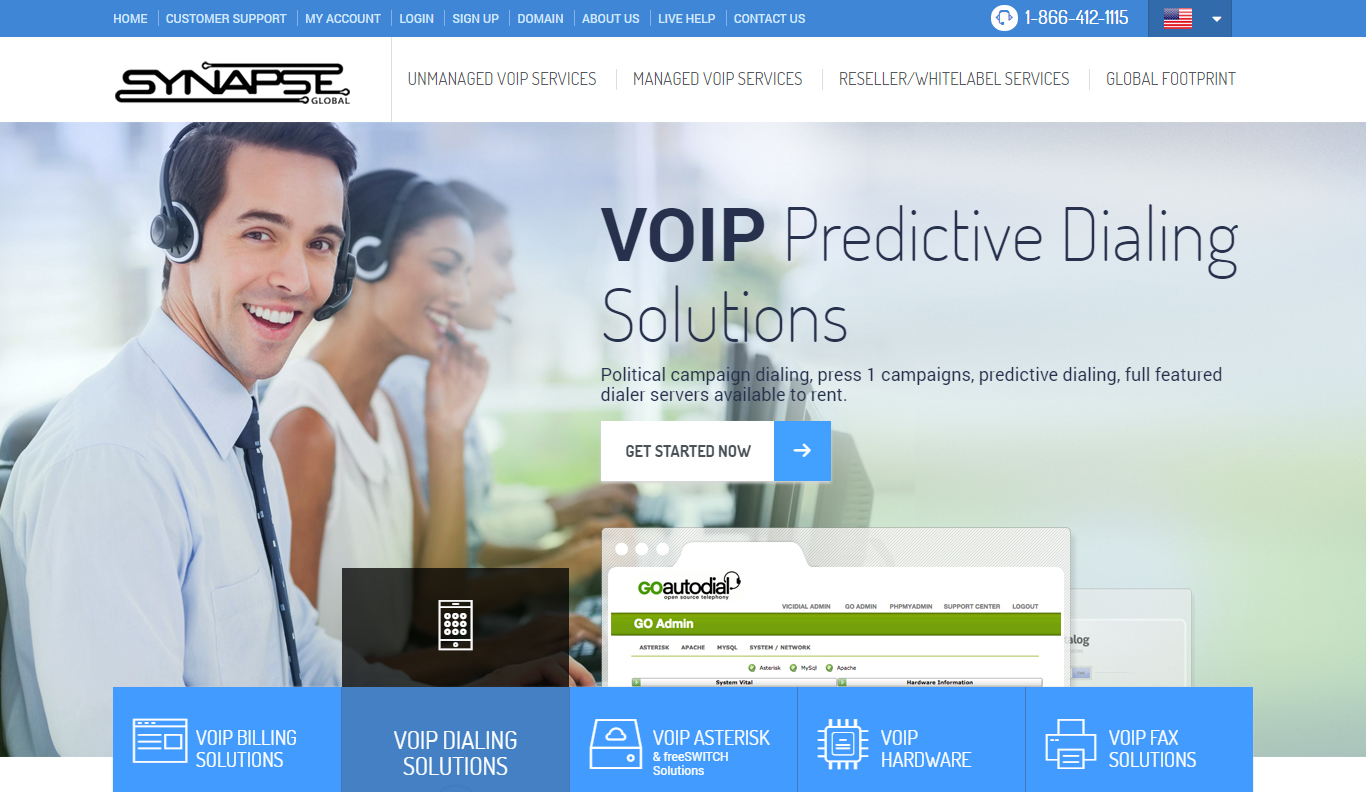 HOME CUSTOMER SUPPORT MY ACCOUNT LOGIN SIGN UP DOMAIN ABOUT US LIVE HELP CONTACT US 1-866-412-1115
SYNAPSE GLOBAL
UNMANAGED VOIP SERVICES MANAGED VOIP SERVICES RESELLER/WHITELABEL SERVICES GLOBAL FOOTPRINT
VOIP Predictive Dialing
Solutions
Political campaign dialing, press 1 campaigns, predictive dialing, full featured
dialer servers available to rent.
GET STARTED NOW
GOautodial
open source telephony
VICIDIAL ADMIN GO ADMIN PHPMYADMIN SUPPORT CENTER LOGOUT
GO Admin
ASTERISK APACHE MYSQL SYSTEM / NETWORK
Asterisk MySql Apache
System Vital Hardware Information
VOIP BILLING
SOLUTIONS
VOIP DIALING
SOLUTIONS
VOIP ASTERISK
& freeSWITCH
Solutions
VOIP
HARDWARE
VOIP FAX
SOLUTIONS